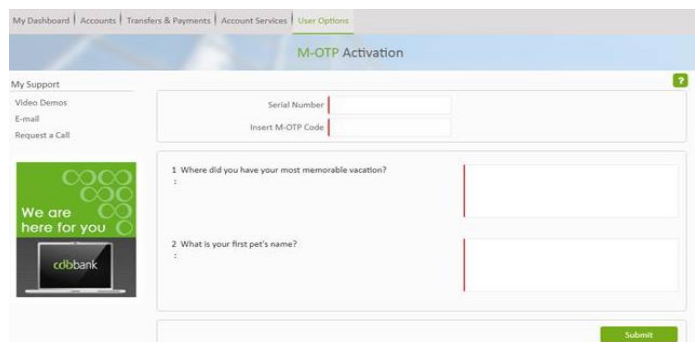 My Dashboard | Accounts | Transfers & Payments | Account Services | User Options
M-OTP Activation
?
My Support
Video Demos
E-mail
Request a Call
Serial Number
Insert M-OTP Code
1 Where did you have your most memorable vacation?
:
2 What is your first pet's name?
:
We are
here for you
cdbbank
Submit